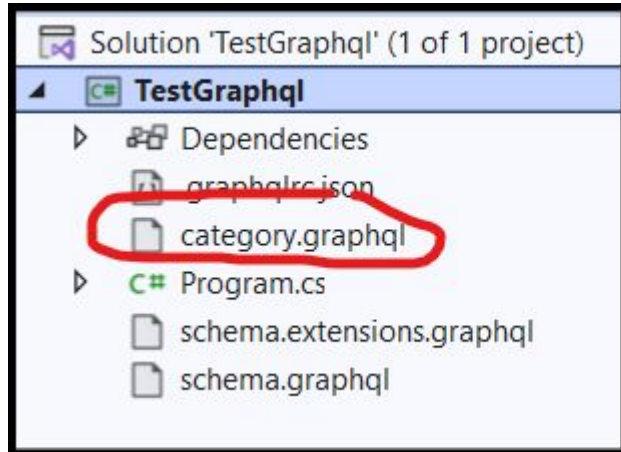 Solution 'TestGraphql' (1 of 1 project)
C# TestGraphql
Dependencies
.graphqlrc.json
category.graphql
C# Program.cs
schema.extensions.graphql
schema.graphql